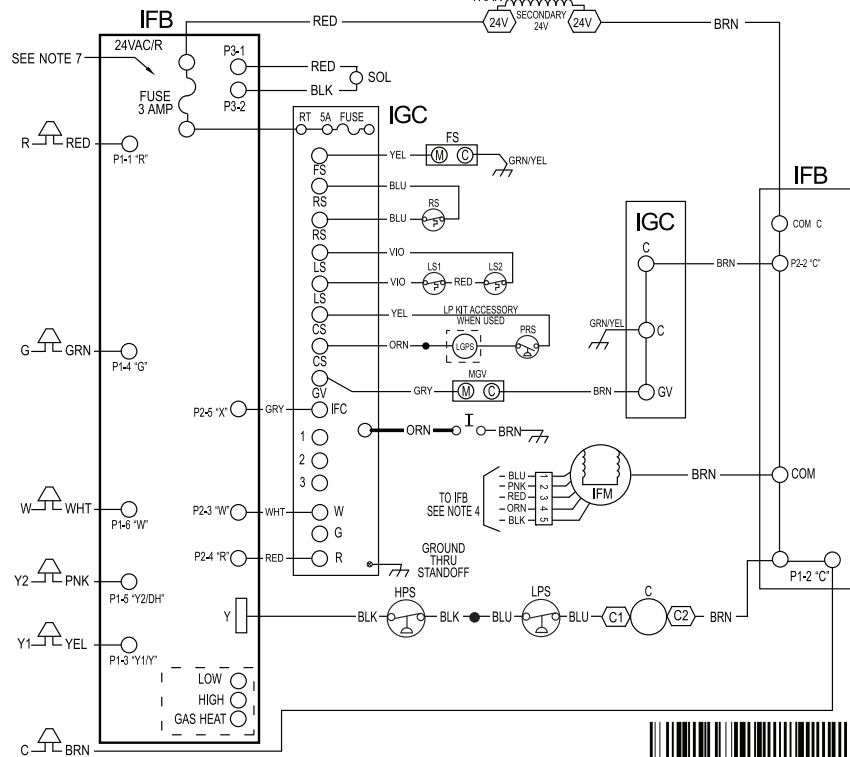 IFB
RED
24V
SECONDARY
24V
24V
BRN
SEE NOTE 7
24VAC/R
FUSE
3 AMP
P3-1
RED
SOL
P3-2
BLK
RT 5A FUSE
IGC
R RED
P1-1 "R"
FS
YEL
FS
M C
GRN/YEL
BLU
RS
RS
BLU
RS
VIO
LS
LS1
LS2
VIO
RED
LS
YEL
LP KIT ACCESSORY
WHEN USED
CS
PRS
ORN
LGPS
CS
MGV
GV
GRY
M C
BRN
IFB
IGC
C
BRN
COM C
P2-2 "C"
GRN/YEL
C
GV
G GRN
P1-4 "G"
P2-5 "X"
GRY
IFC
ORN
I
BRN
1
2
3
TO IFB
SEE NOTE 4
BLU 1
PNK 2
RED 3
ORN 4
BLK 5
IFM
BRN
COM
W WHT
P1-6 "W"
P2-3 "W"
WHT
W
G
P2-4 "R"
RED
R
GROUND
THRU
STANDOFF
P1-2 "C"
Y2 PNK
P1-5 "Y2/DH"
Y
HPS
LPS
C
BLK
BLK
BLU
BLU
C1
C2
BRN
Y1 YEL
P1-3 "Y1/Y"
LOW
HIGH
GAS HEAT
C BRN